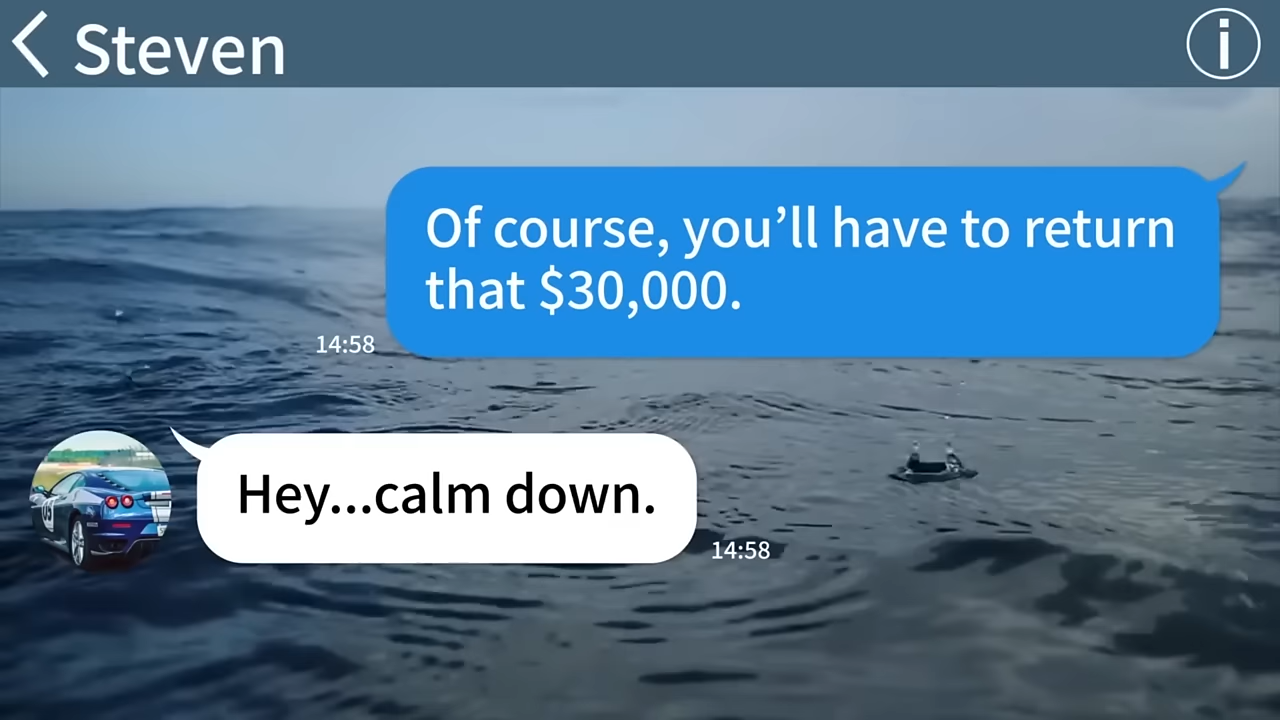 Steven
Of course, you’ll have to return
that $30,000.
14:58
Hey...calm down.
14:58